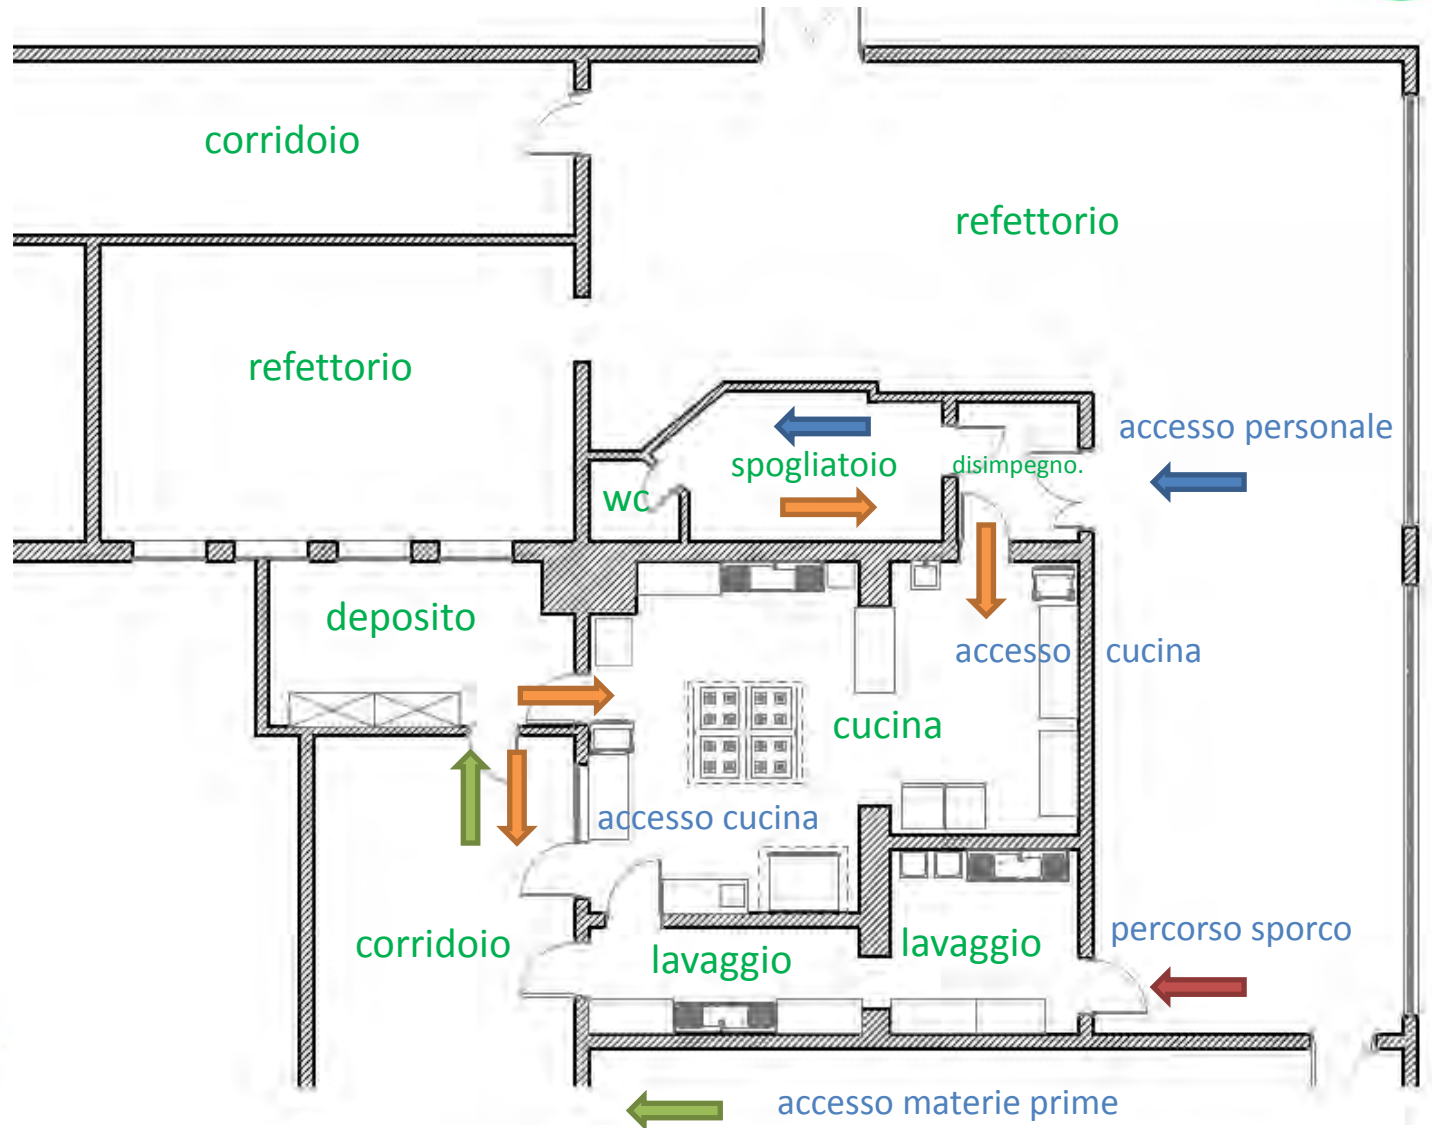 corridoio
refettorio
refettorio
accesso personale
spogliatoio
disimpegno.
wc
deposito
accesso cucina
cucina
accesso cucina
percorso sporco
corridoio
lavaggio
lavaggio
accesso materie prime